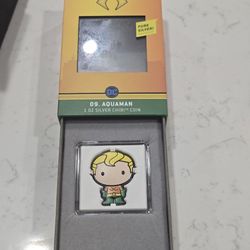 PURE SILVER!
DC
09. AQUAMAN
1 OZ SILVER CHIBI™ COIN